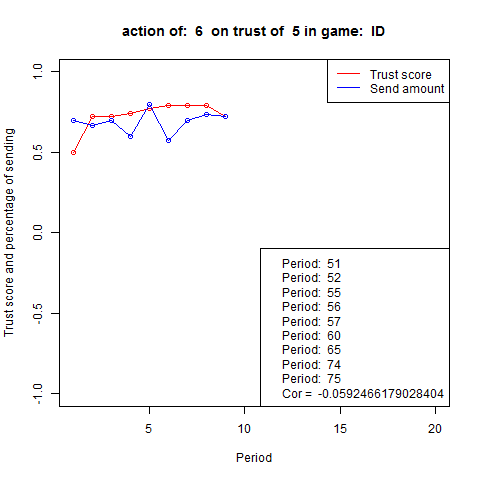 action of:  6  on trust of  5 in game:  ID
Trust score
Send amount
Trust score and percentage of sending
1.0
0.5
0.0
-0.5
-1.0
Period:  51
Period:  52
Period:  55
Period:  56
Period:  57
Period:  60
Period:  65
Period:  74
Period:  75
Cor =  -0.0592466179028404
5 10 15 20
Period